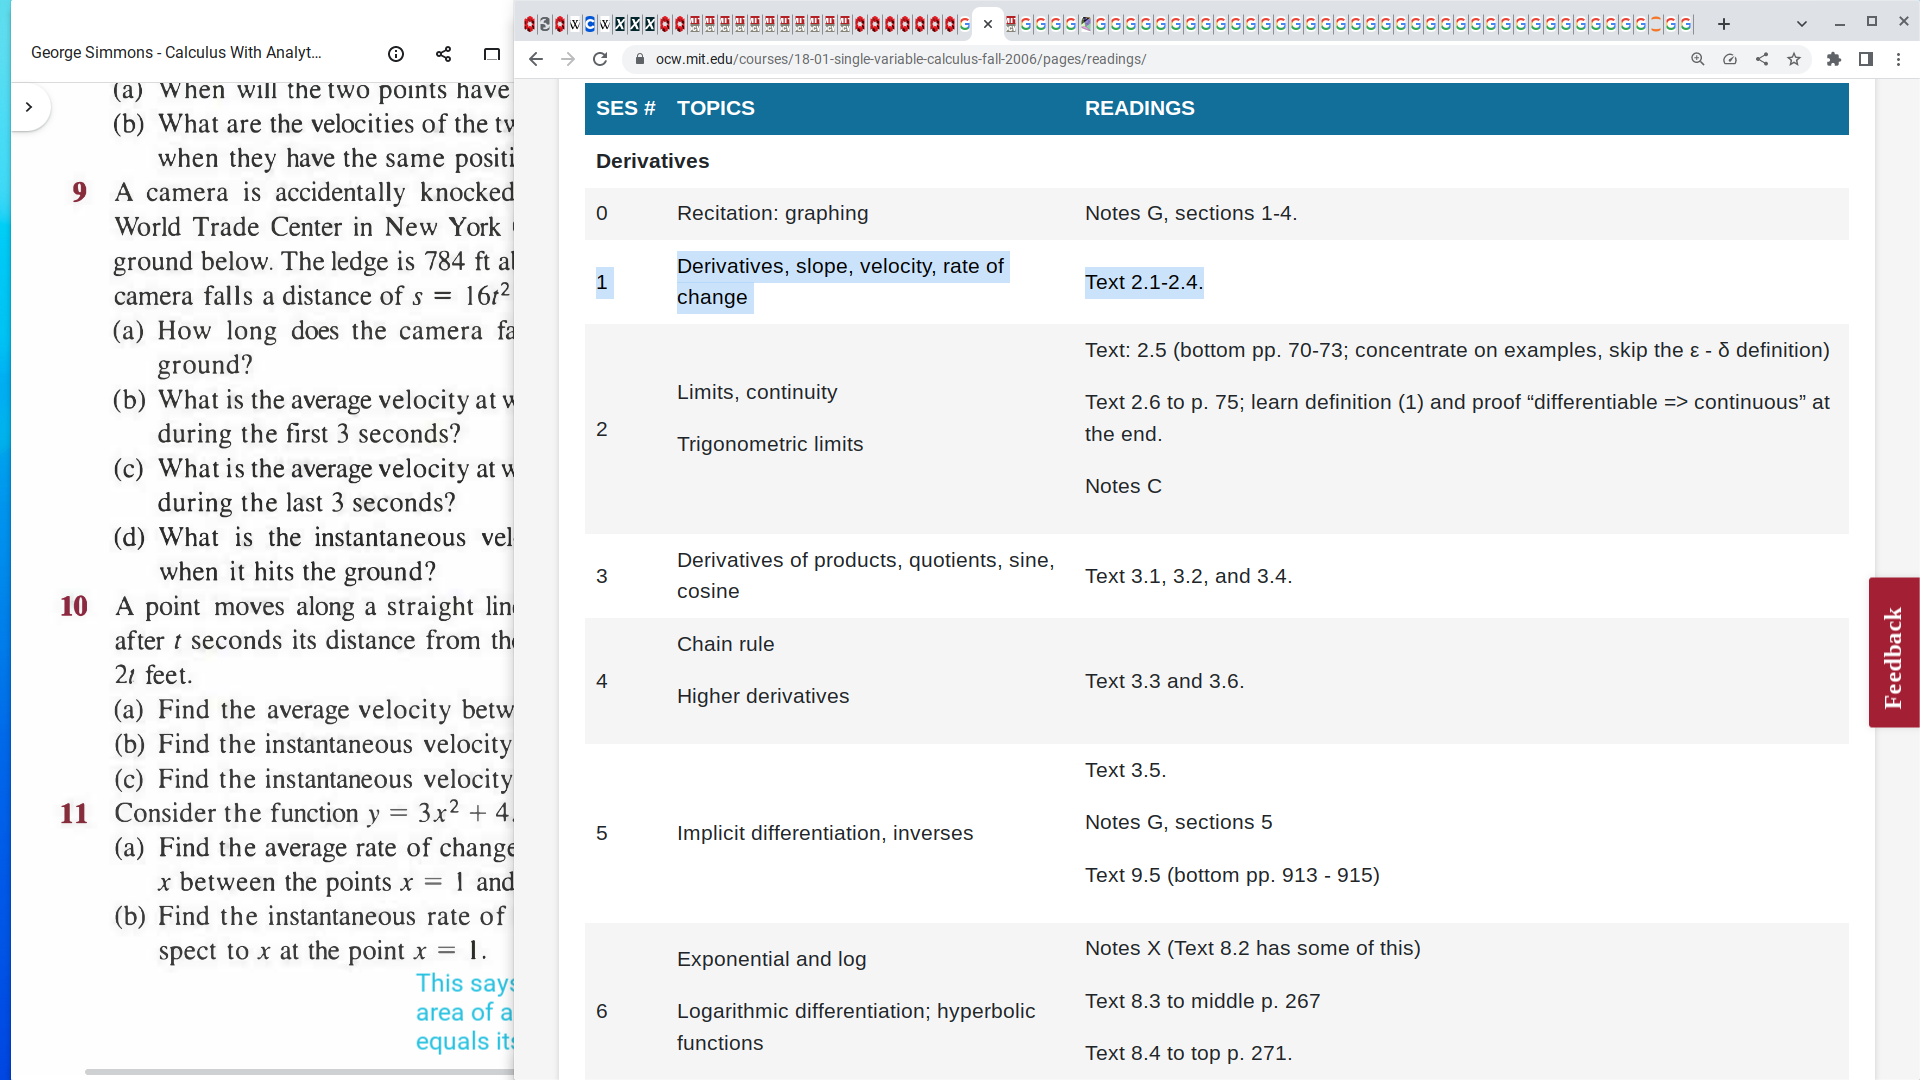 George Simmons - Calculus With Analyt...
(a) When will the two points have
(b) What are the velocities of the tw
when they have the same positi
9 A camera is accidentally knocked
World Trade Center in New York
ground below. The ledge is 784 ft al
camera falls a distance of s = 16t²
(a) How long does the camera fa
ground?
(b) What is the average velocity at w
during the first 3 seconds?
(c) What is the average velocity at w
during the last 3 seconds?
(d) What is the instantaneous vel
when it hits the ground?
10 A point moves along a straight lin
after t seconds its distance from the
2t feet.
(a) Find the average velocity betw
(b) Find the instantaneous velocity
(c) Find the instantaneous velocity
11 Consider the function y = 3x² + 4.
(a) Find the average rate of change
x between the points x = 1 and
(b) Find the instantaneous rate of
spect to x at the point x = 1.
This says
area of a
equals its
ocw.mit.edu/courses/18-01-single-variable-calculus-fall-2006/pages/readings/
SES # TOPICS READINGS
Derivatives
0 Recitation: graphing Notes G, sections 1-4.
1 Derivatives, slope, velocity, rate of
change Text 2.1-2.4.
2 Limits, continuity
Trigonometric limits
Text: 2.5 (bottom pp. 70-73; concentrate on examples, skip the ε - δ definition)
Text 2.6 to p. 75; learn definition (1) and proof “differentiable => continuous” at
the end.
Notes C
3 Derivatives of products, quotients, sine,
cosine Text 3.1, 3.2, and 3.4.
4 Chain rule
Higher derivatives
Text 3.3 and 3.6.
5 Implicit differentiation, inverses
Text 3.5.
Notes G, sections 5
Text 9.5 (bottom pp. 913 - 915)
6 Exponential and log
Logarithmic differentiation; hyperbolic
functions
Notes X (Text 8.2 has some of this)
Text 8.3 to middle p. 267
Text 8.4 to top p. 271.
Feedback